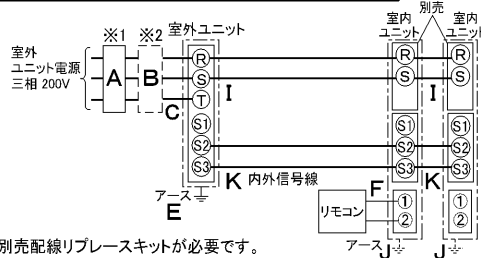 ※1
※2
室外ユニット
別売
室内
ユニット
室内
ユニット
室外
ユニット電源
三相 200V
A
B
C
R
S
T
S1
S2
S3
I
R
S
S1
S2
S3
I
R
S
S1
S2
S3
K
内外信号線
K
アース
E
F
リモコン
①
②
①
②
アース
J
J
別売配線リプレースキットが必要です。